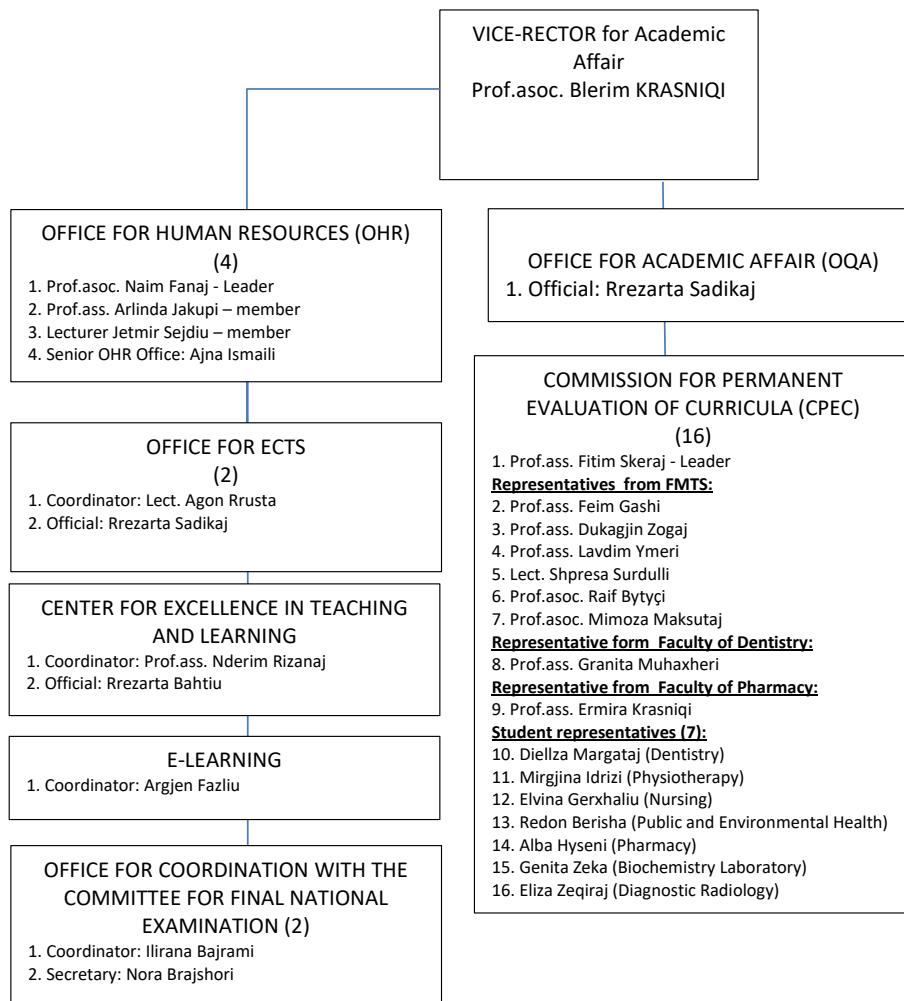 VICE-RECTOR for Academic
Affair
Prof.asoc. Blerim KRASNIQI
OFFICE FOR HUMAN RESOURCES (OHR)
(4)
1. Prof.asoc. Naim Fanaj - Leader
2. Prof.ass. Arlinda Jakupi – member
3. Lecturer Jetmir Sejdiu – member
4. Senior OHR Office: Ajna Ismaili
OFFICE FOR ECTS
(2)
1. Coordinator: Lect. Agon Rrusta
2. Official: Rrezarta Sadikaj
CENTER FOR EXCELLENCE IN TEACHING
AND LEARNING
1. Coordinator: Prof.ass. Nderim Rizanaj
2. Official: Rrezarta Bahtiu
E-LEARNING
1. Coordinator: Argjen Fazliu
OFFICE FOR COORDINATION WITH THE
COMMITTEE FOR FINAL NATIONAL
EXAMINATION (2)
1. Coordinator: Ilirana Bajrami
2. Secretary: Nora Brajshori
OFFICE FOR ACADEMIC AFFAIR (OQA)
1. Official: Rrezarta Sadikaj
COMMISSION FOR PERMANENT
EVALUATION OF CURRICULA (CPEC)
(16)
1. Prof.ass. Fitim Skeraj - Leader
Representatives from FMTS:
2. Prof.ass. Feim Gashi
3. Prof.ass. Dukagjin Zogaj
4. Prof.ass. Lavdim Ymeri
5. Lect. Shpresa Surdulli
6. Prof.asoc. Raif Bytyçi
7. Prof.asoc. Mimoza Maksutaj
Representative form Faculty of Dentistry:
8. Prof.ass. Granita Muhaxheri
Representative from Faculty of Pharmacy:
9. Prof.ass. Ermira Krasniqi
Student representatives (7):
10. Diellza Margataj (Dentistry)
11. Mirgjina Idrizi (Physiotherapy)
12. Elvina Gerxhaliu (Nursing)
13. Redon Berisha (Public and Environmental Health)
14. Alba Hyseni (Pharmacy)
15. Genita Zeka (Biochemistry Laboratory)
16. Eliza Zeqiraj (Diagnostic Radiology)